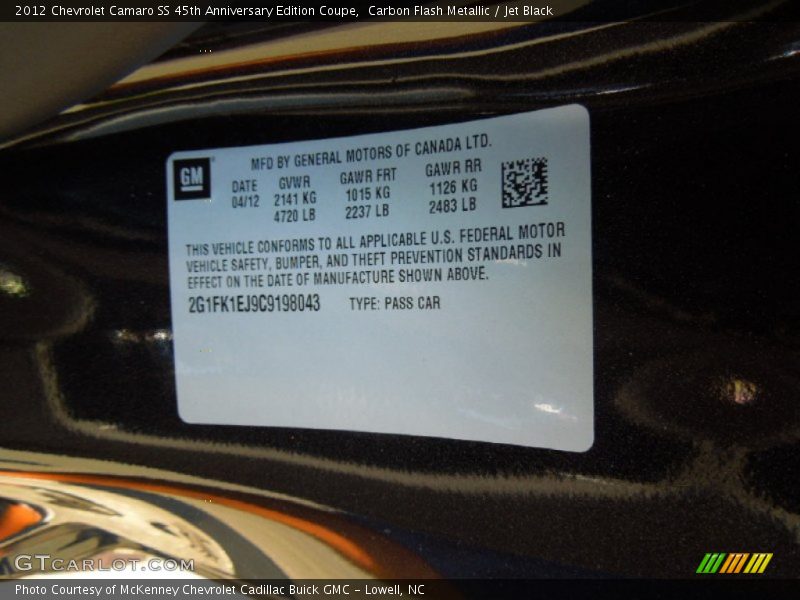 2012 Chevrolet Camaro SS 45th Anniversary Edition Coupe, Carbon Flash Metallic / Jet Black
GM
MFD BY GENERAL MOTORS OF CANADA LTD.
DATE GVWR GAWR FRT GAWR RR
04/12 2141 KG 1015 KG 1126 KG
4720 LB 2237 LB 2483 LB
THIS VEHICLE CONFORMS TO ALL APPLICABLE U.S. FEDERAL MOTOR
VEHICLE SAFETY, BUMPER, AND THEFT PREVENTION STANDARDS IN
EFFECT ON THE DATE OF MANUFACTURE SHOWN ABOVE.
2G1FK1EJ9C9198043 TYPE: PASS CAR
GTCARLOT.COM
Photo Courtesy of McKenney Chevrolet Cadillac Buick GMC - Lowell, NC